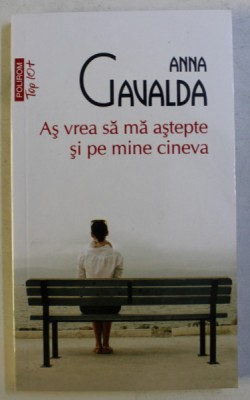 POLIROM
Top 10+
ANNA
GAVALDA
Aş vrea să mă aştepte
şi pe mine cineva